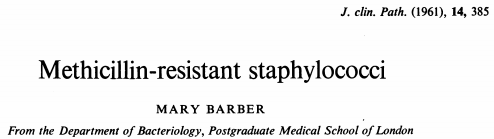 J. clin. Path. (1961), 14, 385
Methicillin-resistant staphylococci
MARY BARBER
From the Department of Bacteriology, Postgraduate Medical School of London